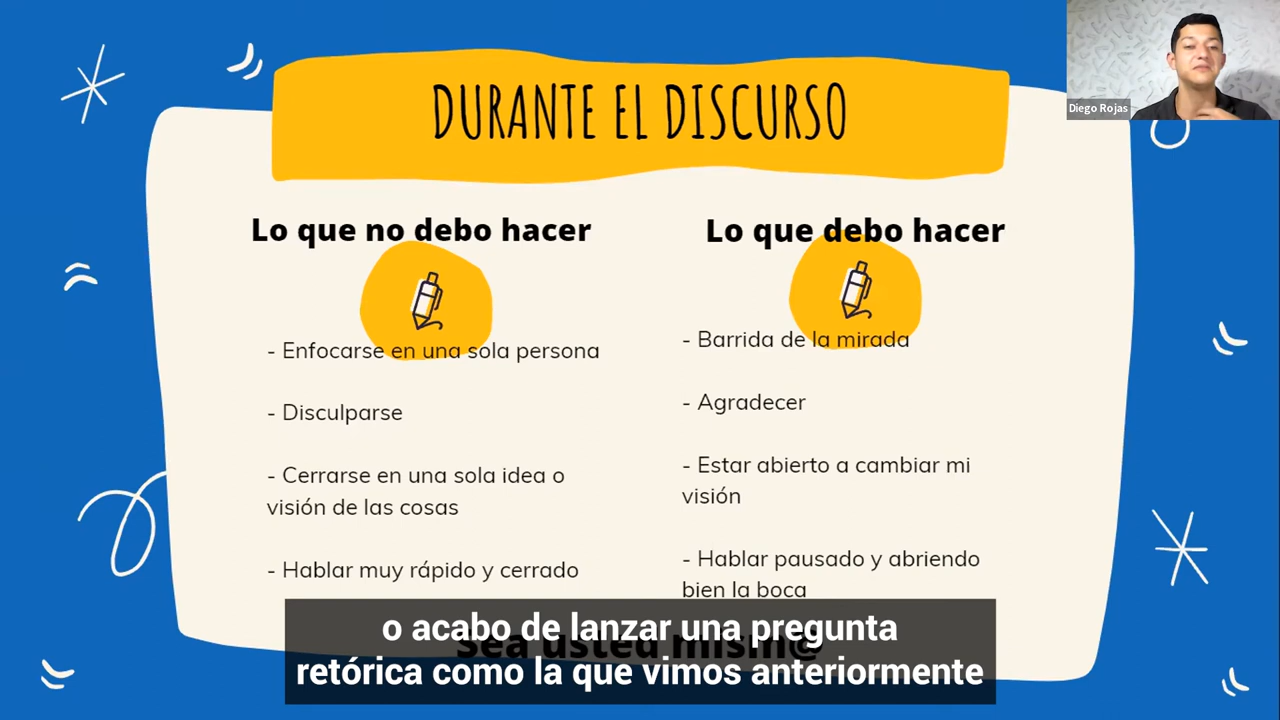 DURANTE EL DISCURSO
Diego Rojas
Lo que no debo hacer
- Enfocarse en una sola persona
- Disculparse
- Cerrarse en una sola idea o
visión de las cosas
- Hablar muy rápido y cerrado
Lo que debo hacer
- Barrida de la mirada
- Agradecer
- Estar abierto a cambiar mi
visión
- Hablar pausado y abriendo
bien la boca
Sea usted mism@
o acabo de lanzar una pregunta
retórica como la que vimos anteriormente